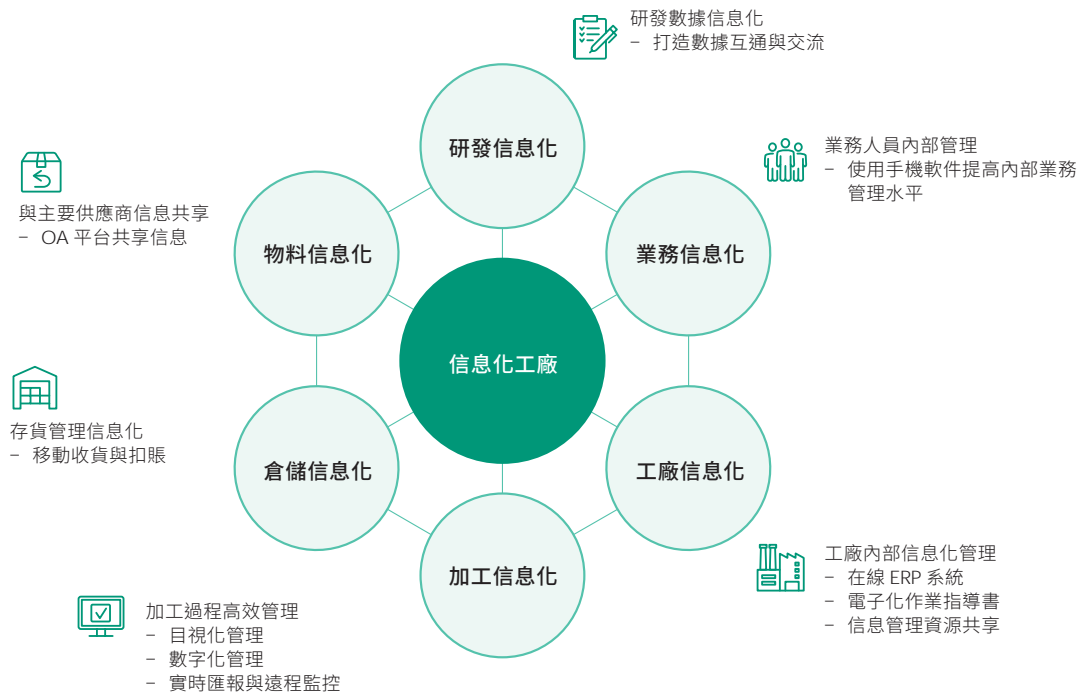 研發數據信息化
– 打造數據互通與交流
研發信息化
業務人員內部管理
– 使用手機軟件提高內部業務
管理水平
業務信息化
與主要供應商信息共享
– OA 平台共享信息
物料信息化
信息化工廠
存貨管理信息化
– 移動收貨與扣賬
倉儲信息化
工廠信息化
工廠內部信息化管理
– 在線 ERP 系統
– 電子化作業指導書
– 信息管理資源共享
加工信息化
加工過程高效管理
– 目視化管理
– 數字化管理
– 實時匯報與遠程監控